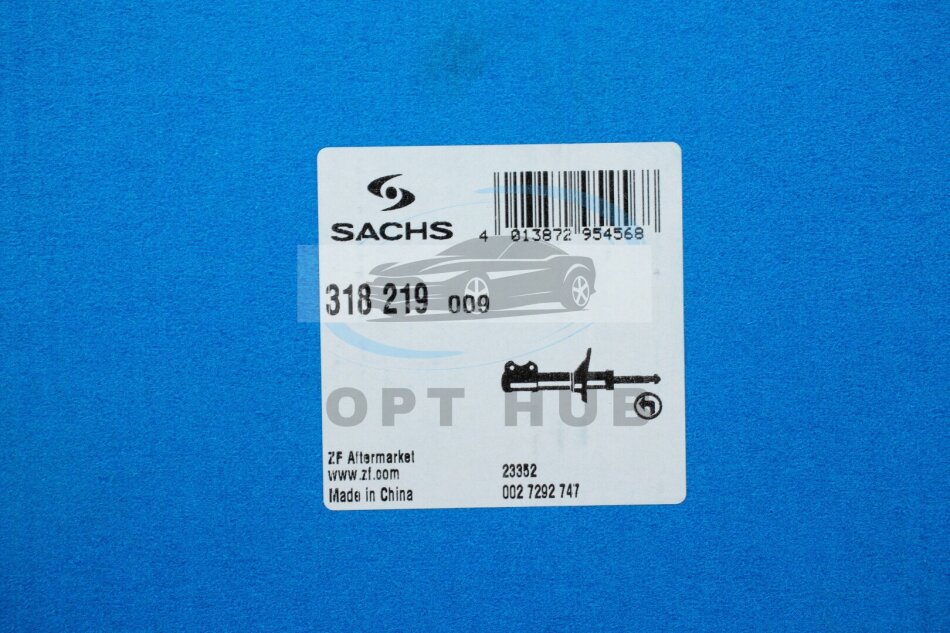 SACHS
4 013872 954568
318 219 009
OPT HUB
ZF Aftermarket
www.zf.com
Made in China
23352
002 7292 747